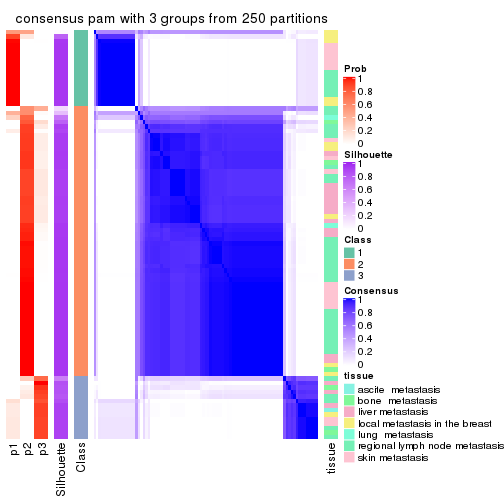 consensus pam with 3 groups from 250 partitions
p1
p2
p3
Silhouette
Class
tissue
Prob
1
0.8
0.6
0.4
0.2
0
Silhouette
1
0.8
0.6
0.4
0.2
0
Class
1
2
3
Consensus
1
0.8
0.6
0.4
0.2
0
tissue
ascite  metastasis
bone  metastasis
liver metastasis
local metastasis in the breast
lung  metastasis
regional lymph node metastasis
skin metastasis